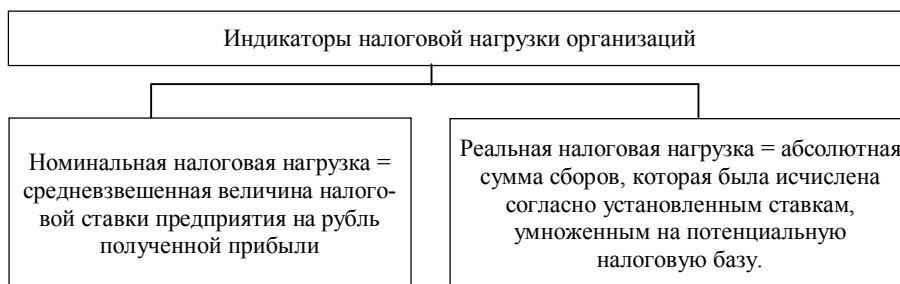 Индикаторы налоговой нагрузки организаций
Номинальная налоговая нагрузка =
средневзвешенная величина налого-
вой ставки предприятия на рубль
полученной прибыли
Реальная налоговая нагрузка = абсолютная
сумма сборов, которая была исчислена
согласно установленным ставкам,
умноженным на потенциальную
налоговую базу.